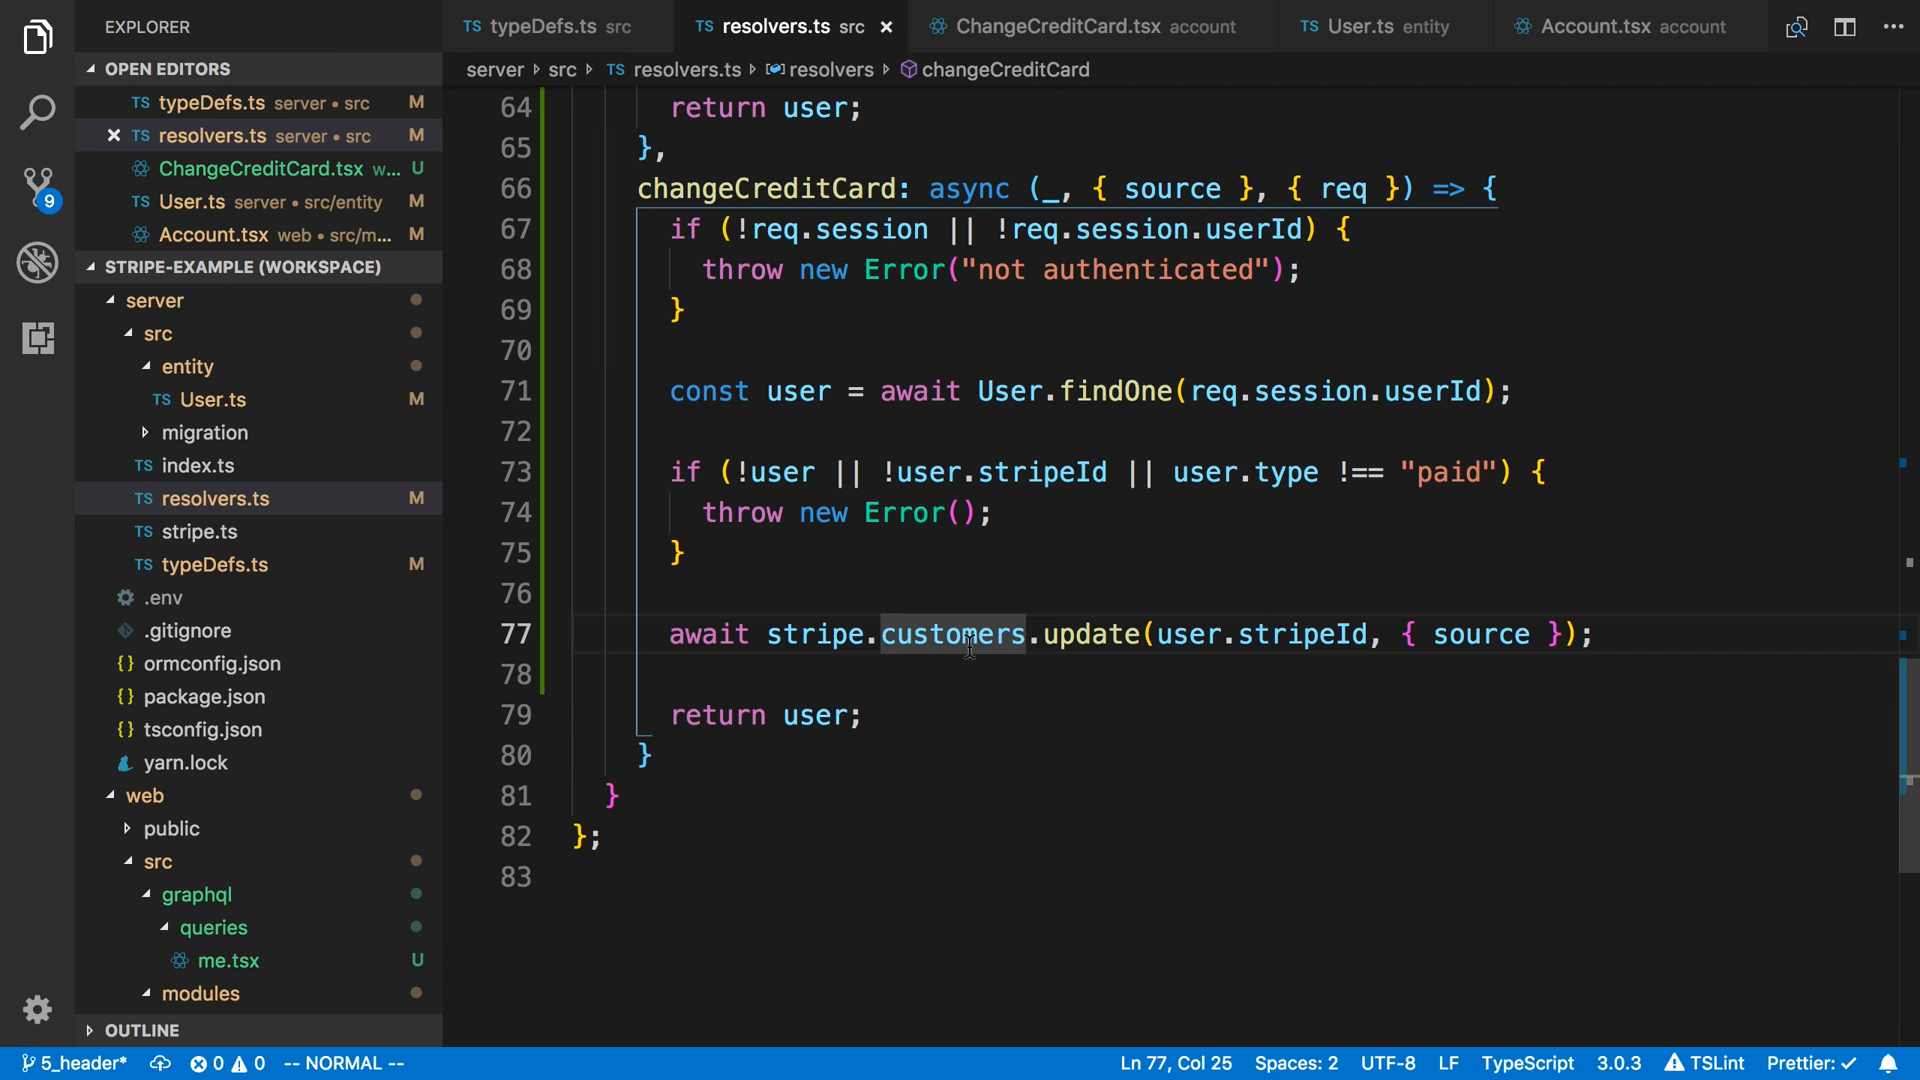 EXPLORER
OPEN EDITORS
TS typeDefs.ts server • src M
TS resolvers.ts server • src M
ChangeCreditCard.tsx w... U
TS User.ts server • src/entity M
Account.tsx web • src/m... M
STRIPE-EXAMPLE (WORKSPACE)
server
src
entity
TS User.ts M
migration
TS index.ts
TS resolvers.ts M
TS stripe.ts
TS typeDefs.ts M
.env
.gitignore
{} ormconfig.json
{} package.json
{} tsconfig.json
yarn.lock
web
public
src
graphql
queries
me.tsx U
modules
OUTLINE
9
TS typeDefs.ts src
TS resolvers.ts src
ChangeCreditCard.tsx account
TS User.ts entity
Account.tsx account
server src TS resolvers.ts resolvers changeCreditCard
64 return user;
65 },
66 changeCreditCard: async (_, { source }, { req }) => {
67 if (!req.session || !req.session.userId) {
68 throw new Error("not authenticated");
69 }
70
71 const user = await User.findOne(req.session.userId);
72
73 if (!user || !user.stripeId || user.type !== "paid") {
74 throw new Error();
75 }
76
77 await stripe.customers.update(user.stripeId, { source });
78
79 return user;
80 }
81 }
82 };
83
5_header* 0 0 -- NORMAL -- Ln 77, Col 25 Spaces: 2 UTF-8 LF TypeScript 3.0.3 TSLint Prettier: ✓